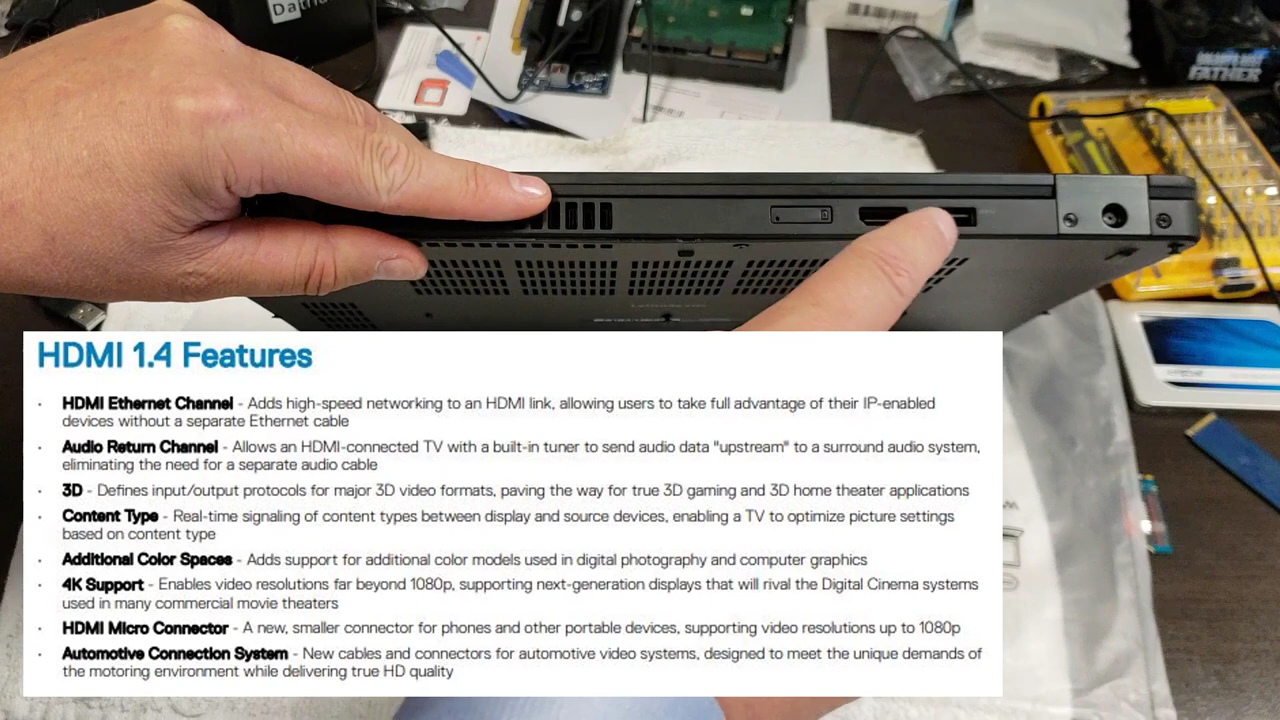 FATHER
HDMI 1.4 Features
· HDMI Ethernet Channel - Adds high-speed networking to an HDMI link, allowing users to take full advantage of their IP-enabled
devices without a separate Ethernet cable
· Audio Return Channel - Allows an HDMI-connected TV with a built-in tuner to send audio data "upstream" to a surround audio system,
eliminating the need for a separate audio cable
· 3D - Defines input/output protocols for major 3D video formats, paving the way for true 3D gaming and 3D home theater applications
· Content Type - Real-time signaling of content types between display and source devices, enabling a TV to optimize picture settings
based on content type
· Additional Color Spaces - Adds support for additional color models used in digital photography and computer graphics
· 4K Support - Enables video resolutions far beyond 1080p, supporting next-generation displays that will rival the Digital Cinema systems
used in many commercial movie theaters
· HDMI Micro Connector - A new, smaller connector for phones and other portable devices, supporting video resolutions up to 1080p
· Automotive Connection System - New cables and connectors for automotive video systems, designed to meet the unique demands of
the motoring environment while delivering true HD quality